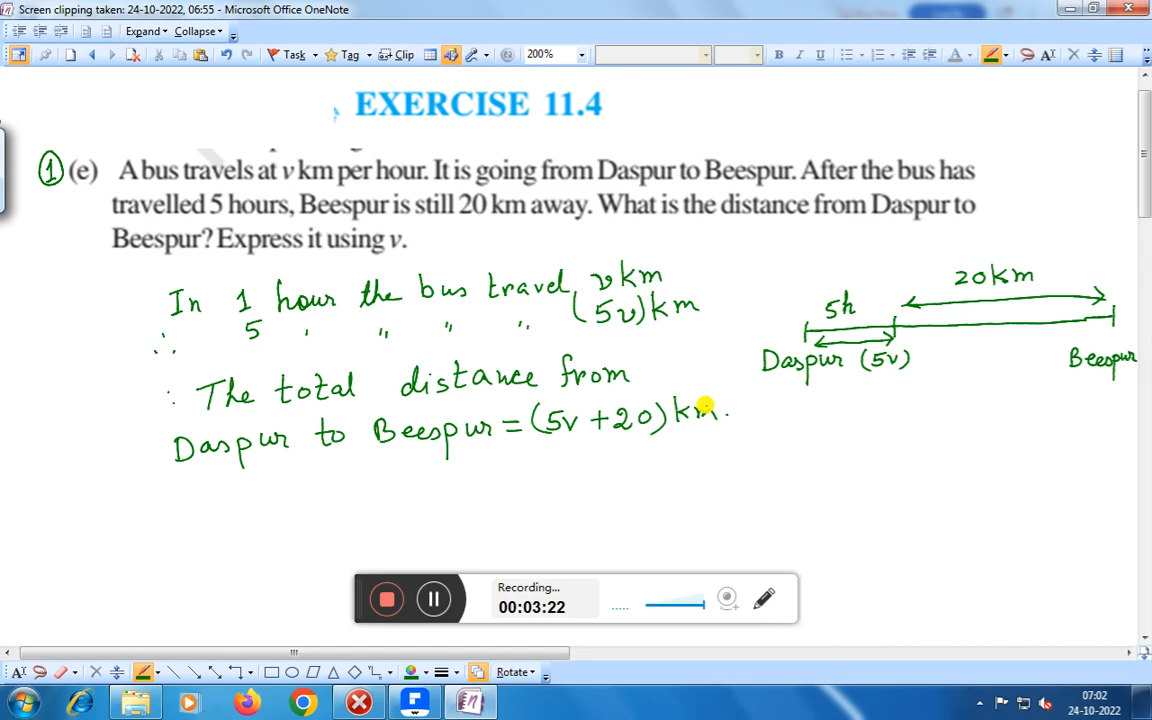 Screen clipping taken: 24-10-2022, 06:55 - Microsoft Office OneNote
Expand Collapse
Task Tag Clip 200% B I U A
EXERCISE 11.4
1 (e) A bus travels at v km per hour. It is going from Daspur to Beespur. After the bus has
travelled 5 hours, Beespur is still 20 km away. What is the distance from Daspur to
Beespur? Express it using v.
In 1 hour the bus travel v km
∴ 5 " " " " (5v) km
∴ The total distance from
Daspur to Beespur = (5v + 20) km.
20 km
5h
Daspur (5v) Beespur
Recording...
00:03:22
Rotate
07:02
24-10-2022